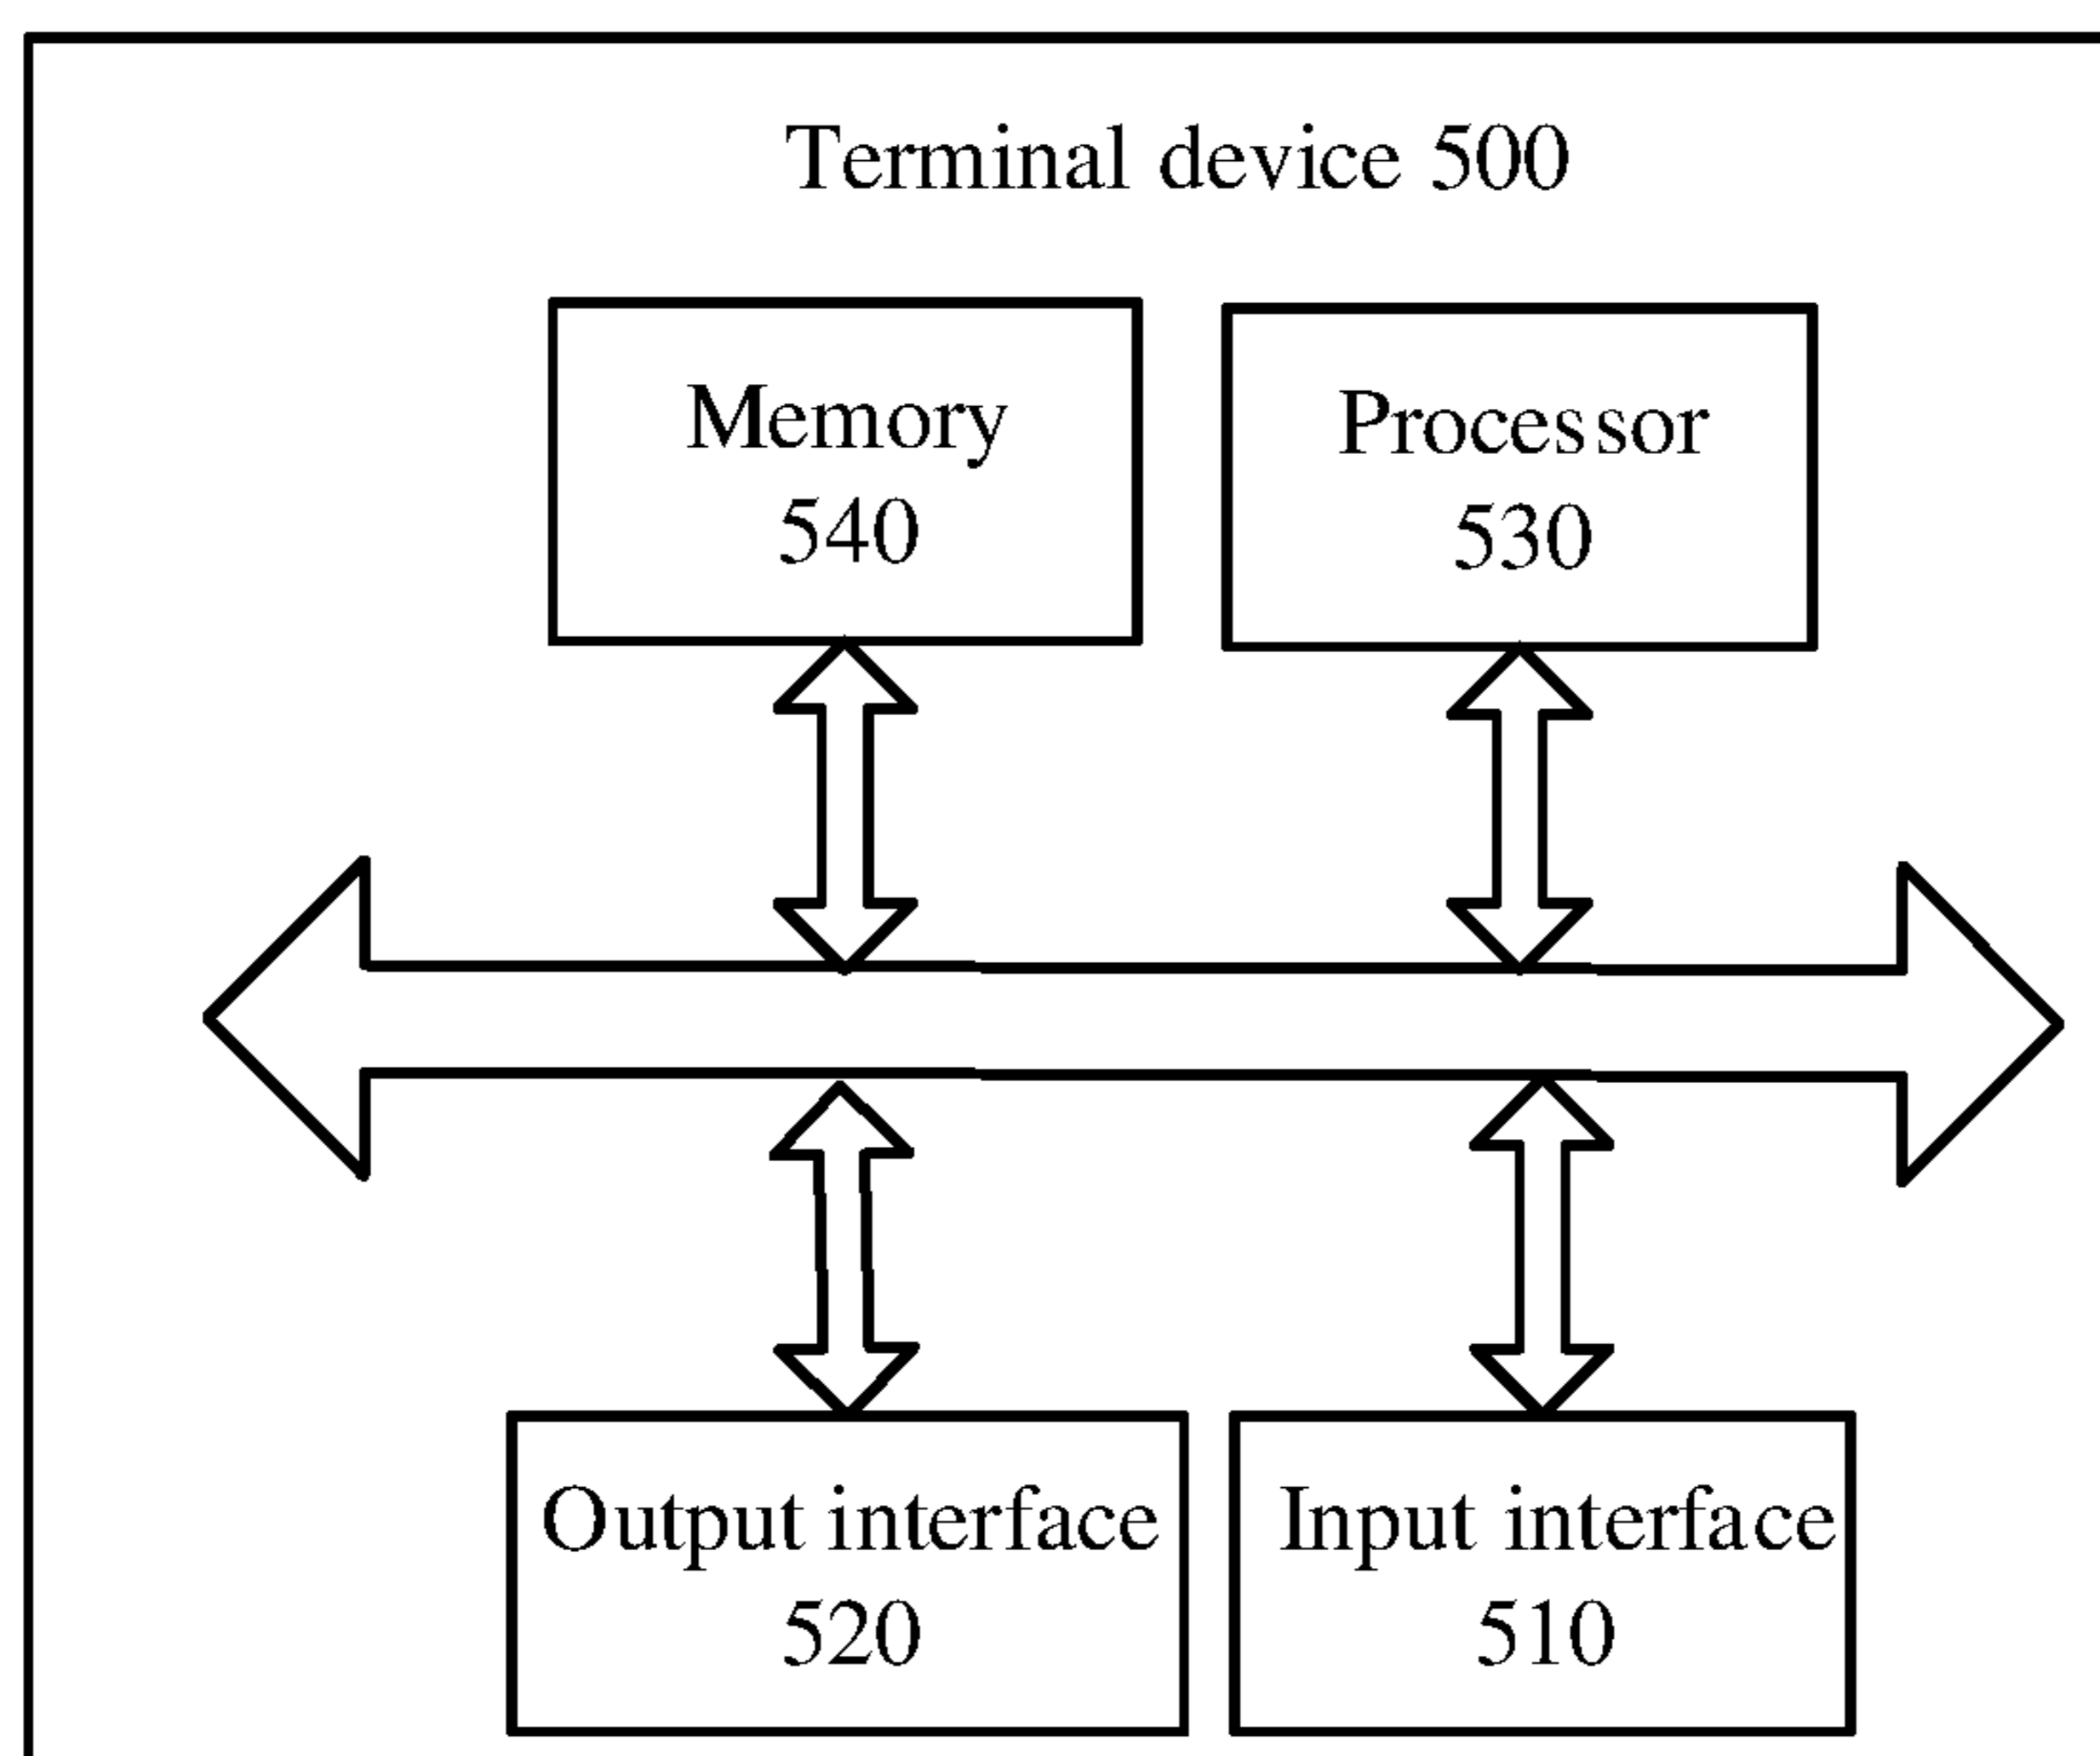 Terminal device 500
Memory
540
Processor
530
Output interface
520
Input interface
510